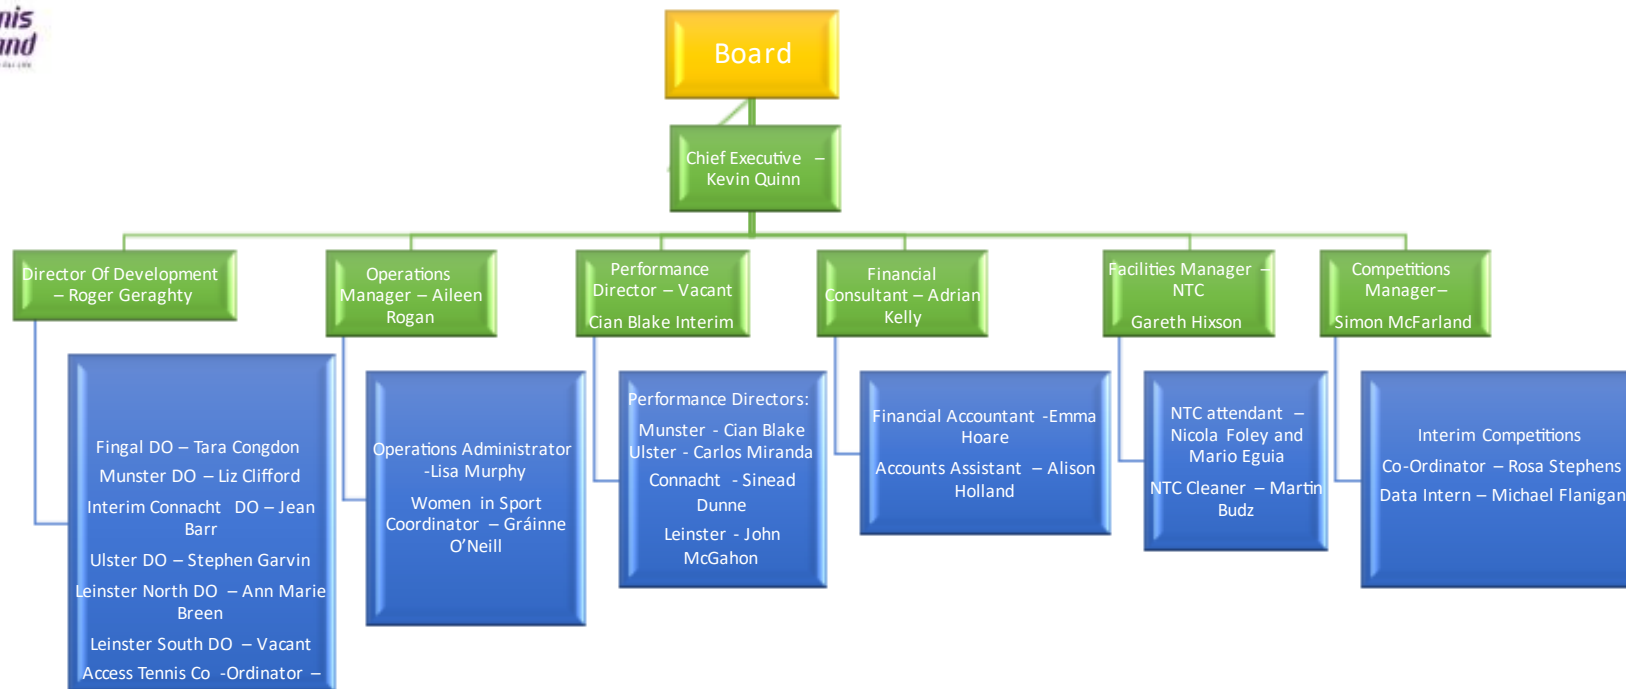 nis
and
Board
Chief Executive –
Kevin Quinn
Director Of Development
– Roger Geraghty
Operations
Manager – Aileen
Rogan
Performance
Director – Vacant
Cian Blake Interim
Financial
Consultant – Adrian
Kelly
Facilities Manager –
NTC
Gareth Hixson
Competitions
Manager–
Simon McFarland
Fingal DO – Tara Congdon
Munster DO – Liz Clifford
Interim Connacht DO – Jean
Barr
Ulster DO – Stephen Garvin
Leinster North DO – Ann Marie
Breen
Leinster South DO – Vacant
Access Tennis Co -Ordinator –
Operations Administrator
-Lisa Murphy
Women in Sport
Coordinator – Gráinne
O’Neill
Performance Directors:
Munster - Cian Blake
Ulster - Carlos Miranda
Connacht - Sinead
Dunne
Leinster - John
McGahon
Financial Accountant -Emma
Hoare
Accounts Assistant – Alison
Holland
NTC attendant –
Nicola Foley and
Mario Eguia
NTC Cleaner – Martin
Budz
Interim Competitions
Co-Ordinator – Rosa Stephens
Data Intern – Michael Flanigan